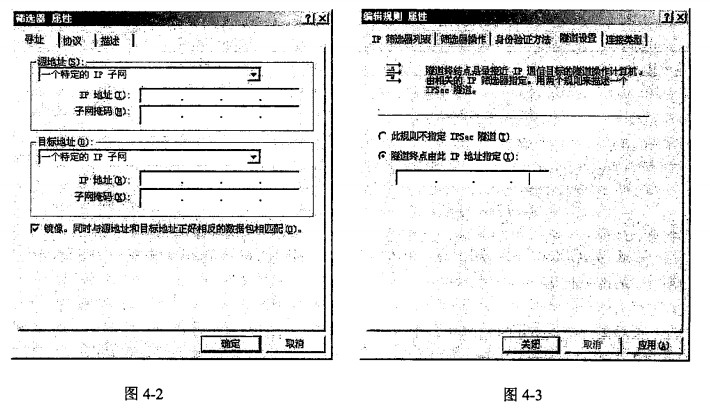 筛选器 属性
寻址 协议 描述
源地址(S):
一个特定的 IP 子网
IP 地址(I):
子网掩码(M):
目标地址(D):
一个特定的 IP 子网
IP 地址(R):
子网掩码(K):
镜像。同时与源地址和目标地址正好相反的数据包相匹配(O)。
确定 取消
图 4-2
编辑规则 属性
IP 筛选器列表 筛选器操作 身份验证方法 隧道设置 连接类型
隧道终结点是最接近 IP 通信目标的隧道操作计算机,
由相关的 IP 筛选器指定。用两个规则来描述一个
IPSec 隧道。
此规则不指定 IPSec 隧道(T)
隧道终点由此 IP 地址指定(I):
关闭 取消 应用(A)
图 4-3